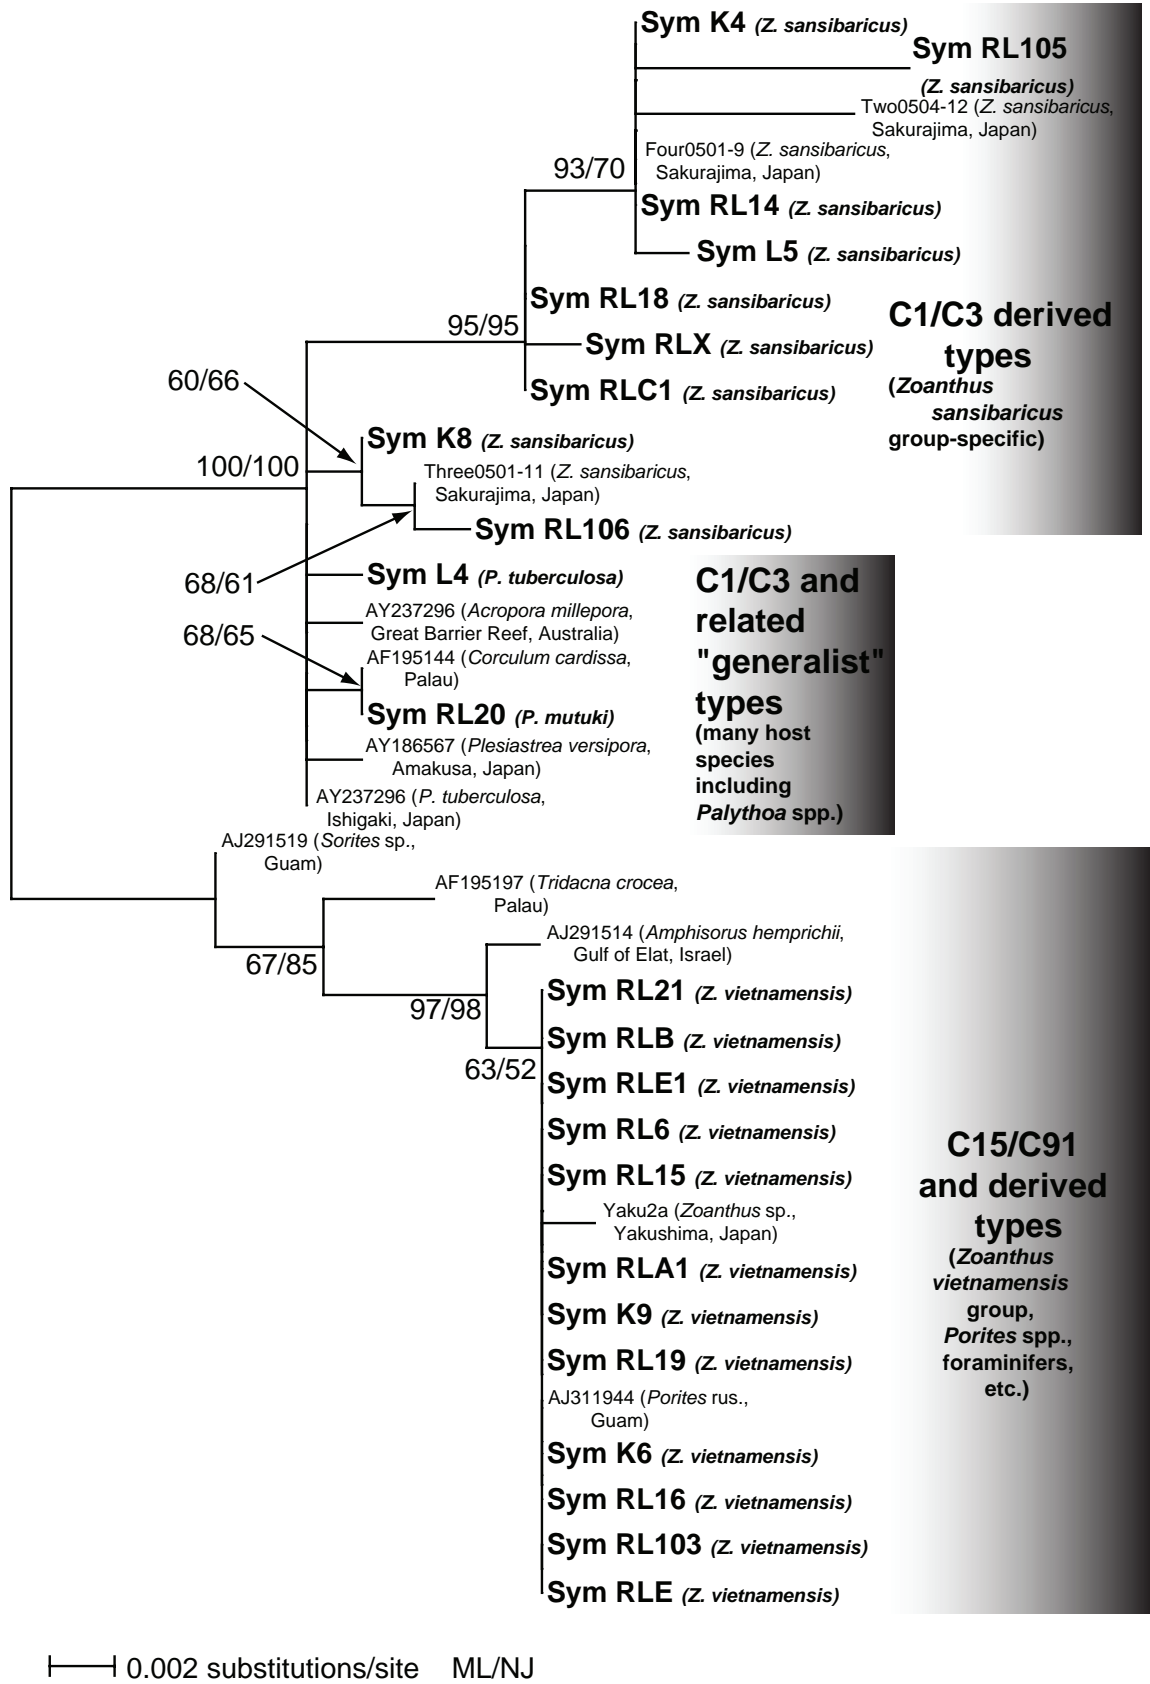 Sym K4 (Z. sansibaricus)
Sym RL105
(Z. sansibaricus)
Two0504-12 (Z. sansibaricus,
Sakurajima, Japan)
Four0501-9 (Z. sansibaricus,
Sakurajima, Japan)
93/70
Sym RL14 (Z. sansibaricus)
Sym L5 (Z. sansibaricus)
Sym RL18 (Z. sansibaricus)
95/95
Sym RLX (Z. sansibaricus)
Sym RLC1 (Z. sansibaricus)
C1/C3 derived
types
(Zoanthus
sansibaricus
group-specific)
60/66
Sym K8 (Z. sansibaricus)
100/100
Three0501-11 (Z. sansibaricus,
Sakurajima, Japan)
Sym RL106 (Z. sansibaricus)
68/61
Sym L4 (P. tuberculosa)
AY237296 (Acropora millepora,
Great Barrier Reef, Australia)
68/65
AF195144 (Corculum cardissa,
Palau)
Sym RL20 (P. mutuki)
AY186567 (Plesiastrea versipora,
Amakusa, Japan)
AY237296 (P. tuberculosa,
Ishigaki, Japan)
C1/C3 and
related
"generalist"
types
(many host
species
including
Palythoa spp.)
AJ291519 (Sorites sp.,
Guam)
AF195197 (Tridacna crocea,
Palau)
67/85
AJ291514 (Amphisorus hemprichii,
Gulf of Elat, Israel)
97/98
Sym RL21 (Z. vietnamensis)
Sym RLB (Z. vietnamensis)
63/52
Sym RLE1 (Z. vietnamensis)
Sym RL6 (Z. vietnamensis)
Sym RL15 (Z. vietnamensis)
Yaku2a (Zoanthus sp.,
Yakushima, Japan)
Sym RLA1 (Z. vietnamensis)
Sym K9 (Z. vietnamensis)
Sym RL19 (Z. vietnamensis)
AJ311944 (Porites rus.,
Guam)
Sym K6 (Z. vietnamensis)
Sym RL16 (Z. vietnamensis)
Sym RL103 (Z. vietnamensis)
Sym RLE (Z. vietnamensis)
C15/C91
and derived
types
(Zoanthus
vietnamensis
group,
Porites spp.,
foraminifers,
etc.)
0.002 substitutions/site ML/NJ